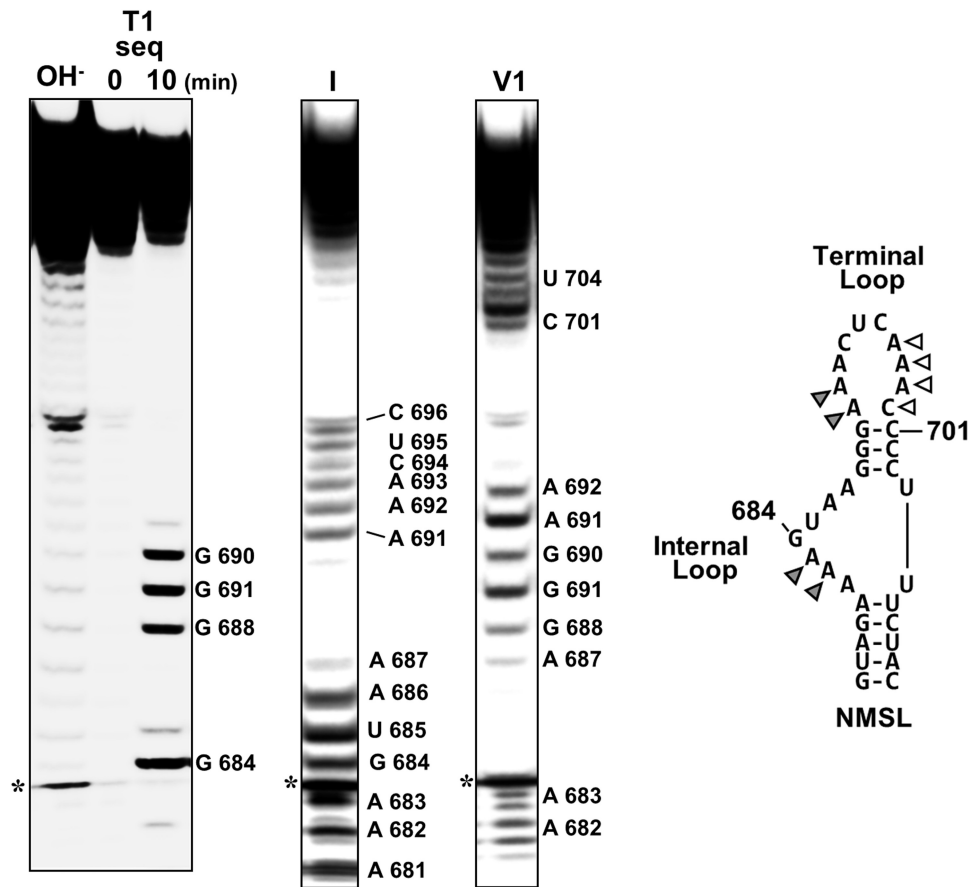 T1
seq
OH- 0 10 (min)
G 690
G 691
G 688
G 684
*
I
C 696
U 695
C 694
A 693
A 692
A 691
A 687
A 686
U 685
G 684
*
A 683
A 682
A 681
V1
U 704
C 701
A 692
A 691
G 690
G 691
G 688
A 687
*
A 683
A 682
Terminal
Loop
U C
C A
A A
A A
A C
G-C 701
G-C
G-C
A U
A
U
684 G
Internal
Loop
A
A
A U
A-U
G-C
A-U
U-A
G-C
NMSL